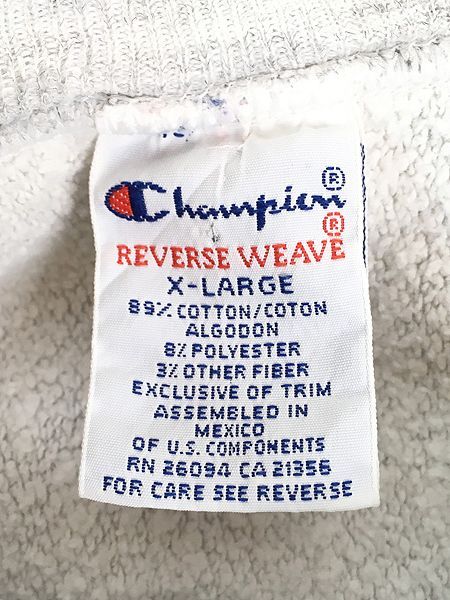 Champion®
REVERSE WEAVE®
X-LARGE
89% COTTON/COTON
ALGODON
8% POLYESTER
3% OTHER FIBER
EXCLUSIVE OF TRIM
ASSEMBLED IN
MEXICO
OF U.S. COMPONENTS
RN 26094 CA 21356
FOR CARE SEE REVERSE